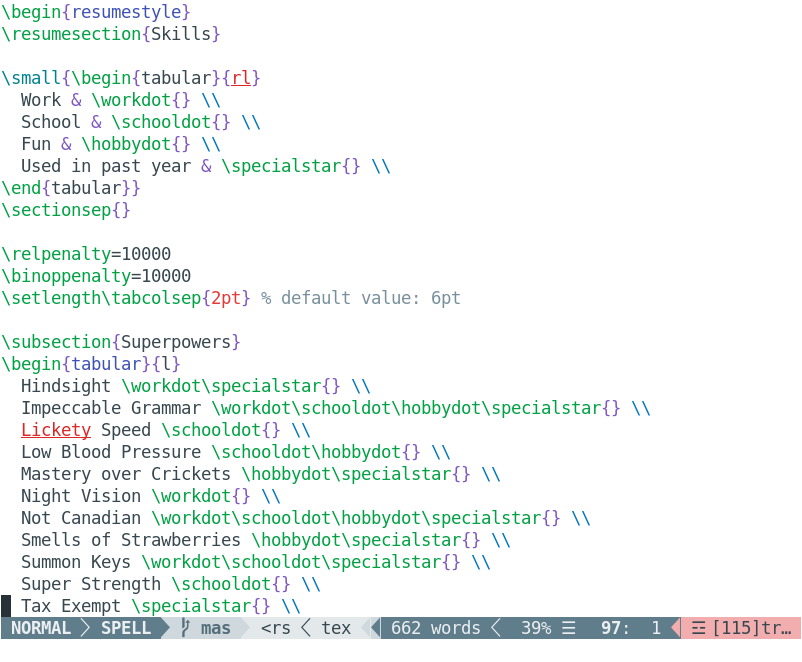 \begin{resumestyle}
\resumesection{Skills}

\small{\begin{tabular}{rl}
  Work & \workdot{} \\
  School & \schooldot{} \\
  Fun & \hobbydot{} \\
  Used in past year & \specialstar{} \\
\end{tabular}}
\sectionsep{}

\relpenalty=10000
\binoppenalty=10000
\setlength\tabcolsep{2pt} % default value: 6pt

\subsection{Superpowers}
\begin{tabular}{l}
  Hindsight \workdot\specialstar{} \\
  Impeccable Grammar \workdot\schooldot\hobbydot\specialstar{} \\
  Lickety Speed \schooldot{} \\
  Low Blood Pressure \schooldot\hobbydot{} \\
  Mastery over Crickets \hobbydot\specialstar{} \\
  Night Vision \workdot{} \\
  Not Canadian \workdot\schooldot\hobbydot\specialstar{} \\
  Smells of Strawberries \hobbydot\specialstar{} \\
  Summon Keys \workdot\schooldot\specialstar{} \\
  Super Strength \schooldot{} \\
  Tax Exempt \specialstar{} \\
NORMAL SPELL mas <rs tex 662 words 39% ☰ 97: 1 ☲ [115]tr…